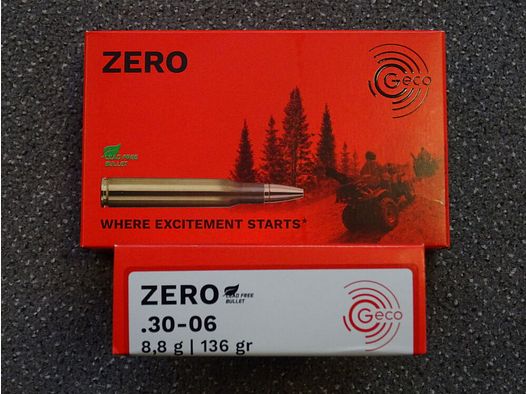 ZERO
Geco
LEAD FREE
BULLET
WHERE EXCITEMENT STARTS*
ZERO
LEAD FREE
BULLET
Geco
.30-06
8,8 g | 136 gr